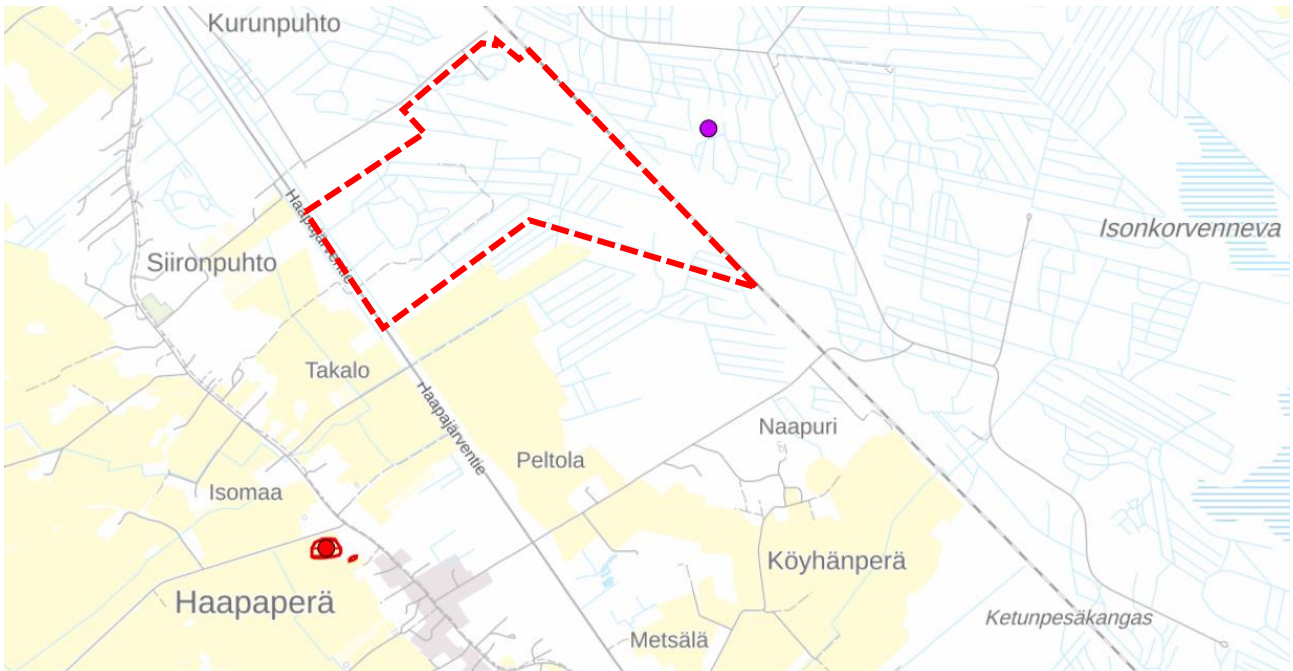 Kurunpuhto
Haapajärventie
Isonkorvenneva
Siironpuhto
Takalo
Haapajärventie
Naapuri
Peltola
Isomaa
Köyhänperä
Haapaperä
Ketunpesäkangas
Metsälä